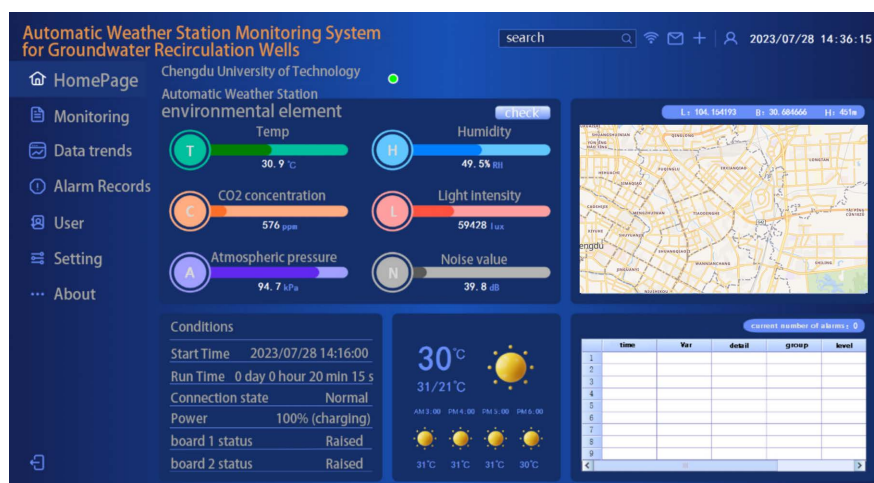 Automatic Weather Station Monitoring System
for Groundwater Recirculation Wells
search
2023/07/28 14:36:15
HomePage
Monitoring
Data trends
Alarm Records
User
Setting
About
Chengdu University of Technology
Automatic Weather Station
environmental element
check
Temp
T
30.9 ℃
Humidity
H
49.5% RH
CO2 concentration
C
576 ppm
Light intensity
L
59428 lux
Atmospheric pressure
A
94.7 kPa
Noise value
N
39.8 dB
L: 104.154193 B: 30.684666 H: 451m
engdu
Conditions
Start Time 2023/07/28 14:16:00
Run Time 0 day 0 hour 20 min 15 s
Connection state Normal
Power 100% (charging)
board 1 status Raised
board 2 status Raised
30℃
31/21℃
AM 3:00 PM 4:00 PM 5:00 PM 6:00
31℃ 31℃ 31℃ 30℃
current number of alarms: 0
time Var detail group level
1
2
3
4
5
6
7
8
9